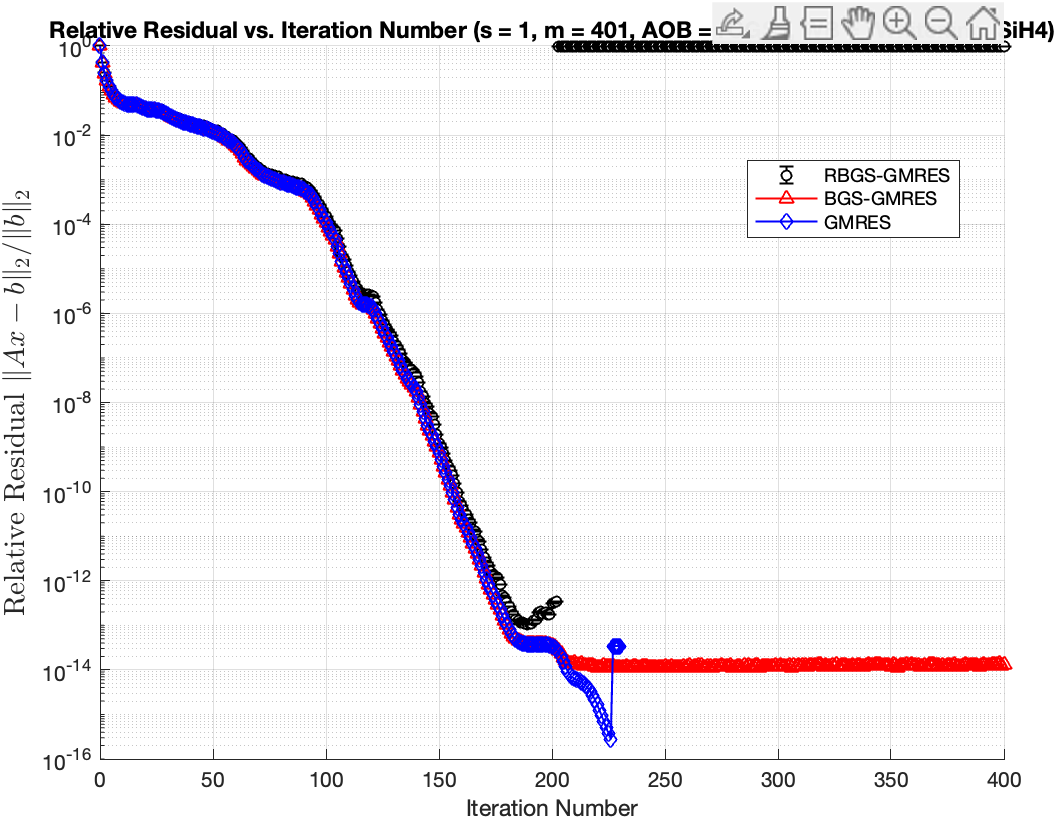 Relative Residual vs. Iteration Number (s = 1, m = 401, AOB = SiH4)
10^0
10^-2
10^-4
10^-6
10^-8
10^-10
10^-12
10^-14
10^-16
Relative Residual ||Ax − b||_2/||b||_2
RBGS-GMRES
BGS-GMRES
GMRES
0 50 100 150 200 250 300 350 400
Iteration Number